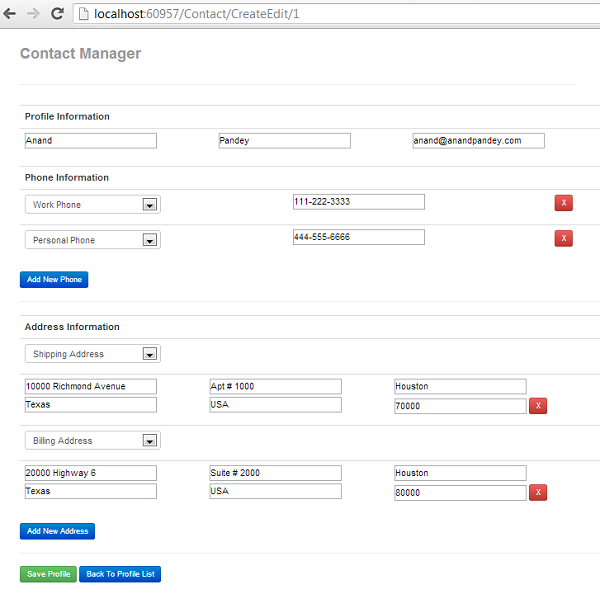 localhost:60957/Contact/CreateEdit/1
Contact Manager
Profile Information
Anand Pandey anand@anandpandey.com
Phone Information
Work Phone 111-222-3333 X
Personal Phone 444-555-6666 X
Add New Phone
Address Information
Shipping Address
10000 Richmond Avenue Apt # 1000 Houston
Texas USA 70000 X
Billing Address
20000 Highway 6 Suite # 2000 Houston
Texas USA 80000 X
Add New Address
Save Profile Back To Profile List